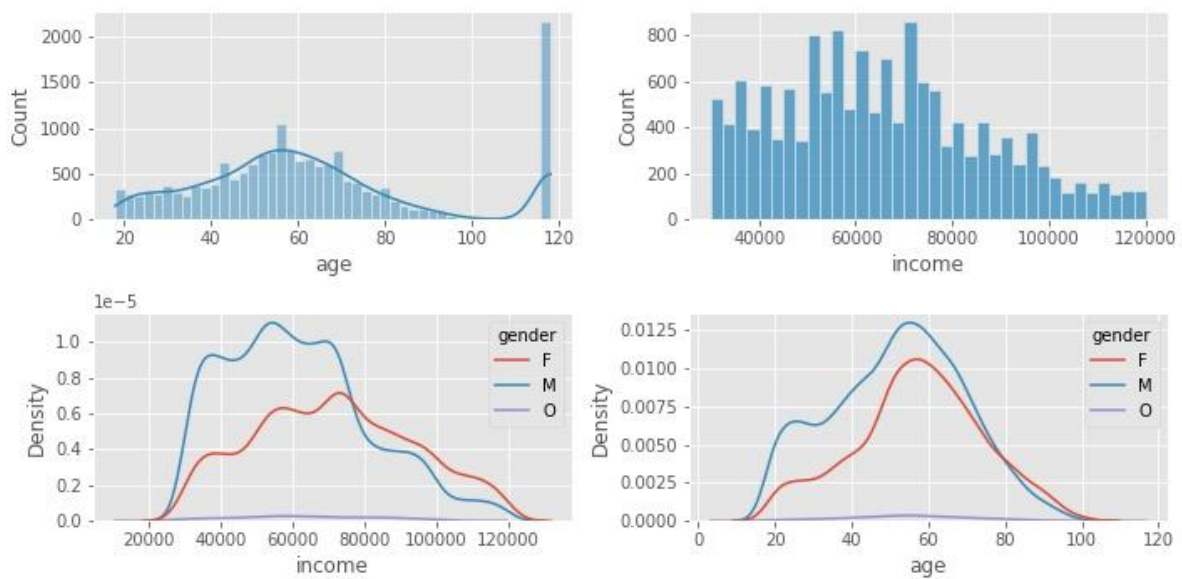 2000
1500
1000
500
0
Count
20 40 60 80 100 120
age
800
600
400
200
0
Count
40000 60000 80000 100000 120000
income
1e−5
1.0
0.8
0.6
0.4
0.2
0.0
Density
gender
F
M
O
20000 40000 60000 80000 100000 120000
income
0.0125
0.0100
0.0075
0.0050
0.0025
0.0000
Density
gender
F
M
O
0 20 40 60 80 100 120
age